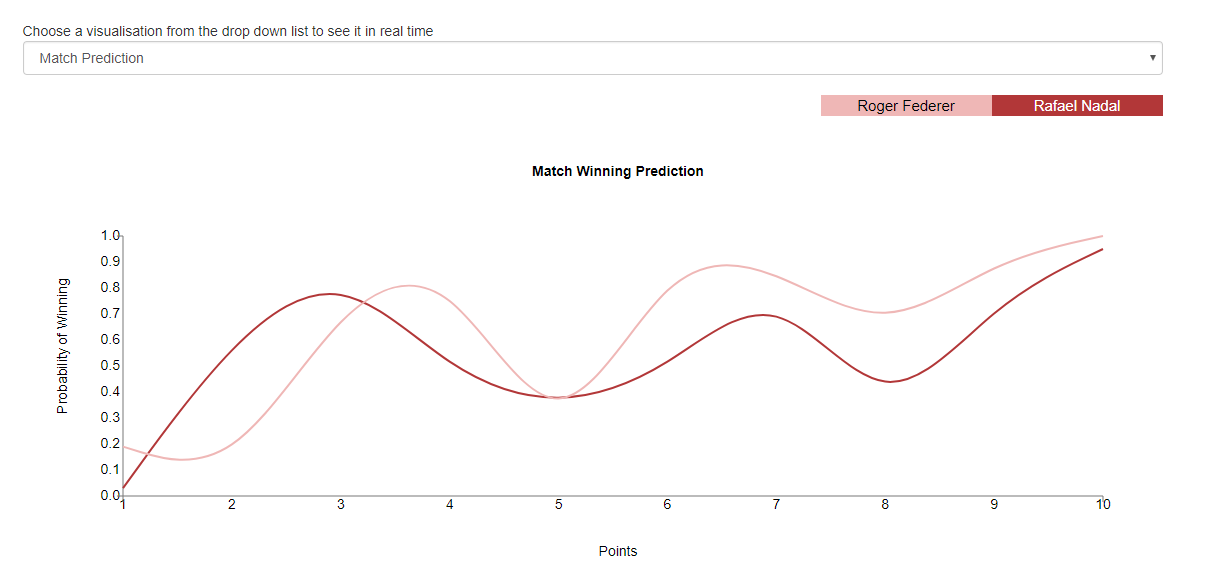 Choose a visualisation from the drop down list to see it in real time
Match Prediction
Roger Federer Rafael Nadal
Match Winning Prediction
1.0
0.9
0.8
0.7
0.6
0.5
0.4
0.3
0.2
0.1
0.0
Probability of Winning
1 2 3 4 5 6 7 8 9 10
Points